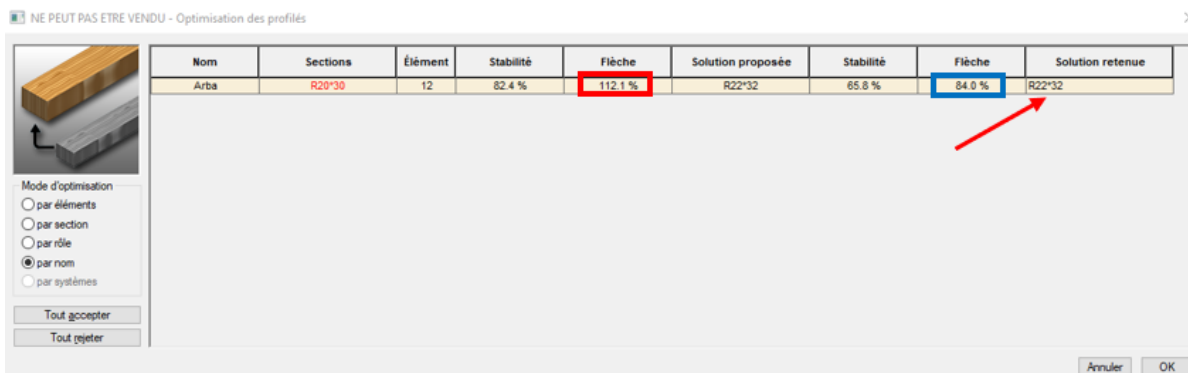 NE PEUT PAS ETRE VENDU - Optimisation des profilés
Nom Sections Élément Stabilité Flèche Solution proposée Stabilité Flèche Solution retenue
Arba R20*30 12 82.4 % 112.1 % R22*32 65.8 % 84.0 % R22*32
Mode d'optimisation
par éléments
par section
par rôle
par nom
par systèmes
Tout accepter
Tout rejeter
Annuler OK